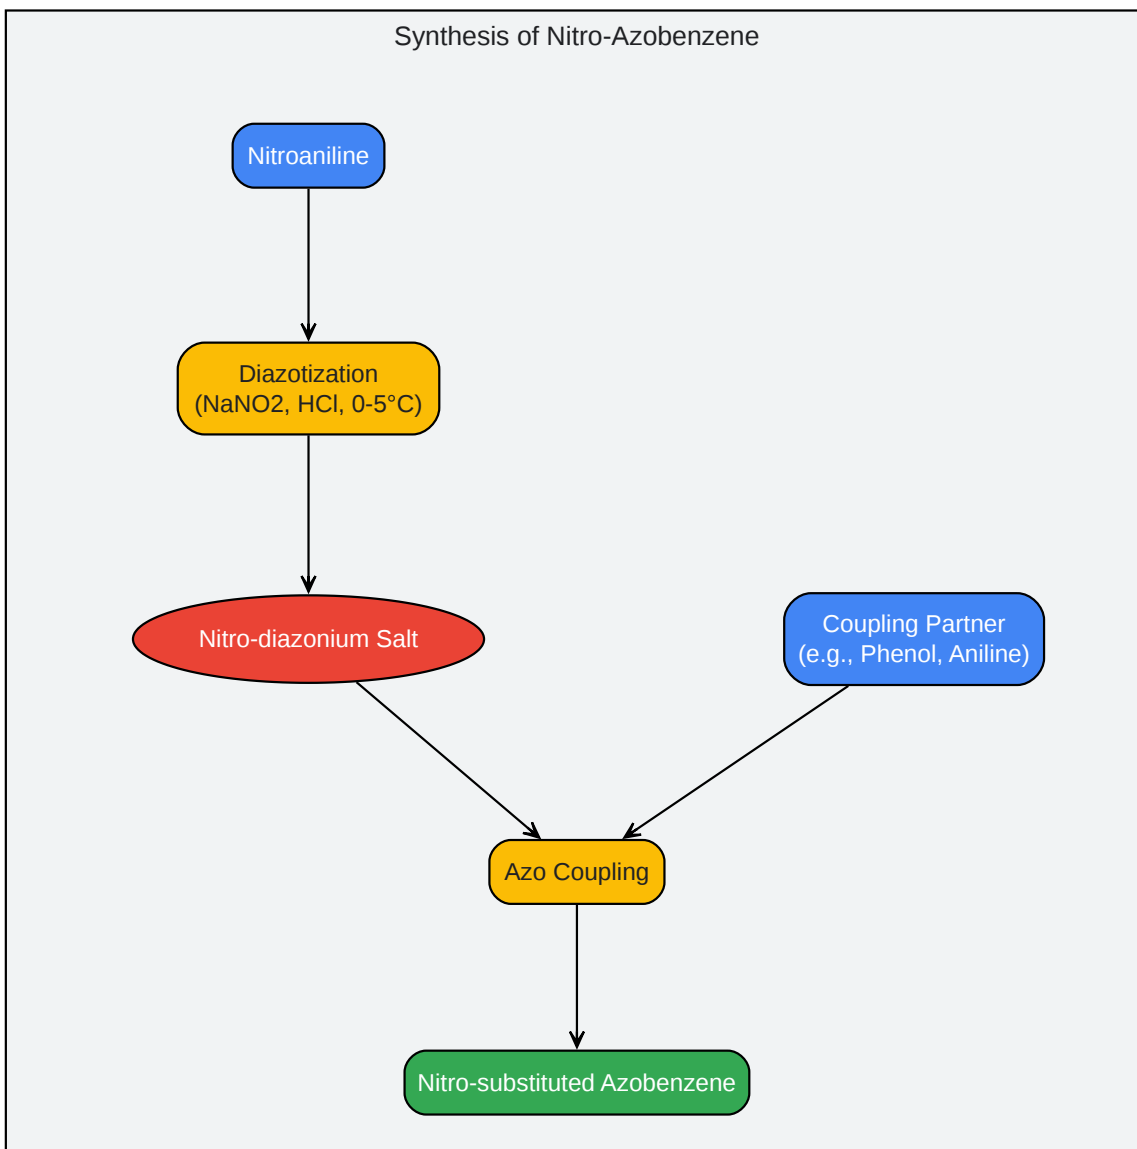 Synthesis of Nitro-Azobenzene
Nitroaniline
Diazotization
(NaNO2, HCl, 0-5°C)
Nitro-diazonium Salt
Coupling Partner
(e.g., Phenol, Aniline)
Azo Coupling
Nitro-substituted Azobenzene